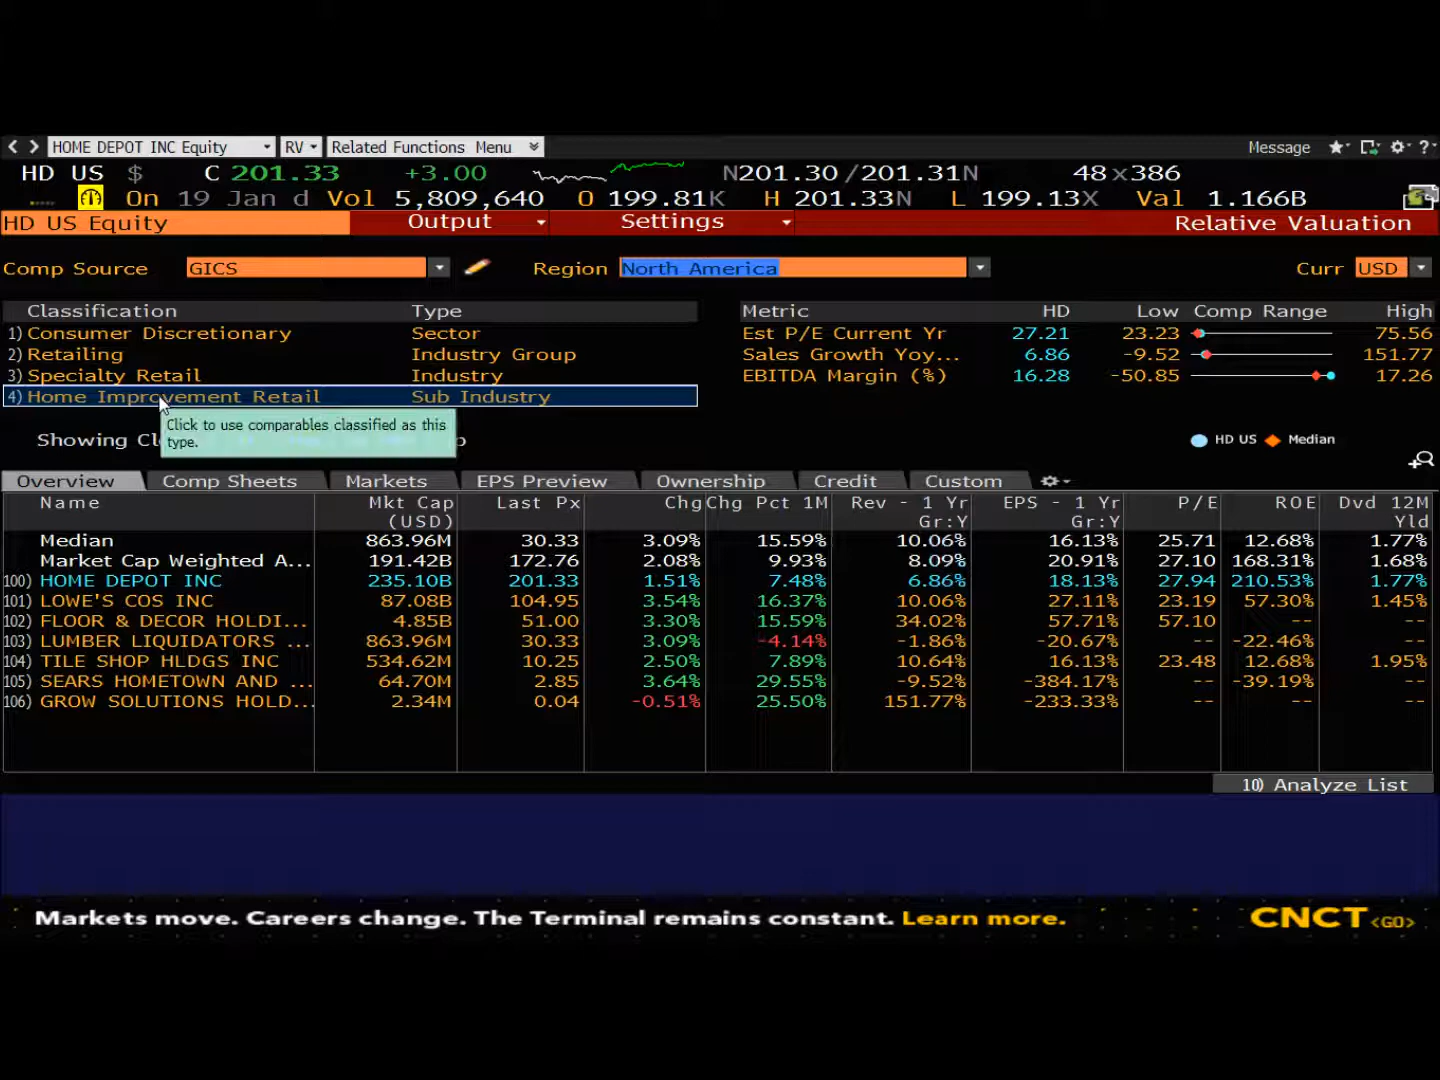 HOME DEPOT INC Equity RV Related Functions Menu Message
HD US $ C 201.33 +3.00 N201.30/201.31N 48x386
On 19 Jan d Vol 5,809,640 O 199.81K H 201.33N L 199.13X Val 1.166B
HD US Equity Output Settings Relative Valuation
Comp Source GICS Region North America Curr USD
Classification Type Metric HD Low Comp Range High
1) Consumer Discretionary Sector Est P/E Current Yr 27.21 23.23 75.56
2) Retailing Industry Group Sales Growth Yoy... 6.86 -9.52 151.77
3) Specialty Retail Industry EBITDA Margin (%) 16.28 -50.85 17.26
4) Home Improvement Retail Sub Industry
Click to use comparables classified as this
type.
Showing HD US Median
Overview Comp Sheets Markets EPS Preview Ownership Credit Custom
Name Mkt Cap Last Px Chg Chg Pct 1M Rev - 1 Yr EPS - 1 Yr P/E ROE Dvd 12M
(USD) Gr:Y Gr:Y Yld
Median 863.96M 30.33 3.09% 15.59% 10.06% 16.13% 25.71 12.68% 1.77%
Market Cap Weighted A... 191.42B 172.76 2.08% 9.93% 8.09% 20.91% 27.10 168.31% 1.68%
100) HOME DEPOT INC 235.10B 201.33 1.51% 7.48% 6.86% 18.13% 27.94 210.53% 1.77%
101) LOWE'S COS INC 87.08B 104.95 3.54% 16.37% 10.06% 27.11% 23.19 57.30% 1.45%
102) FLOOR & DECOR HOLDI... 4.85B 51.00 3.30% 15.59% 34.02% 57.71% 57.10 -- --
103) LUMBER LIQUIDATORS ... 863.96M 30.33 3.09% -4.14% -1.86% -20.67% -- -22.46% --
104) TILE SHOP HLDGS INC 534.62M 10.25 2.50% 7.89% 10.64% 16.13% 23.48 12.68% 1.95%
105) SEARS HOMETOWN AND ... 64.70M 2.85 3.64% 29.55% -9.52% -384.17% -- -39.19% --
106) GROW SOLUTIONS HOLD... 2.34M 0.04 -0.51% 25.50% 151.77% -233.33% -- -- --
10) Analyze List
Markets move. Careers change. The Terminal remains constant. Learn more. CNCT <GO>